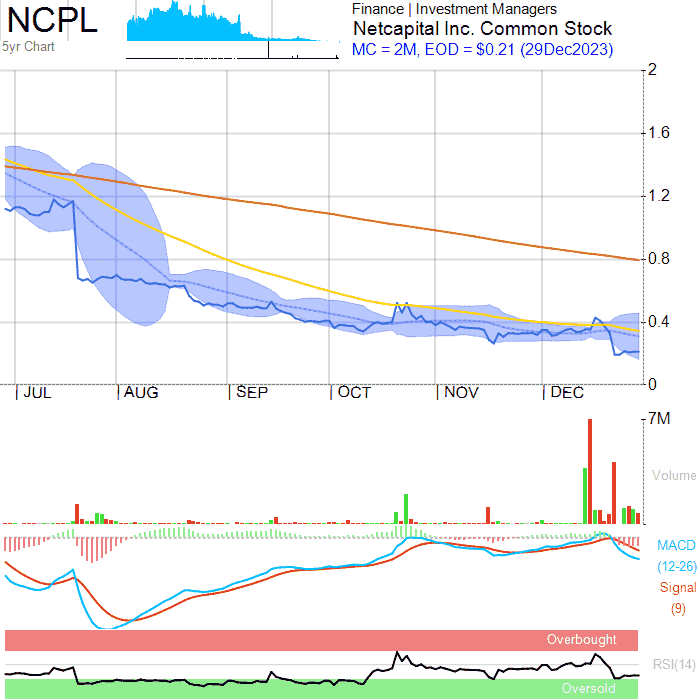 NCPL
5yr Chart
Finance | Investment Managers
Netcapital Inc. Common Stock
MC = 2M, EOD = $0.21 (29Dec2023)
2
1.6
1.2
0.8
0.4
0
JUL AUG SEP OCT NOV DEC
7M
Volume
MACD
(12-26)
Signal
(9)
Overbought
RSI(14)
Oversold